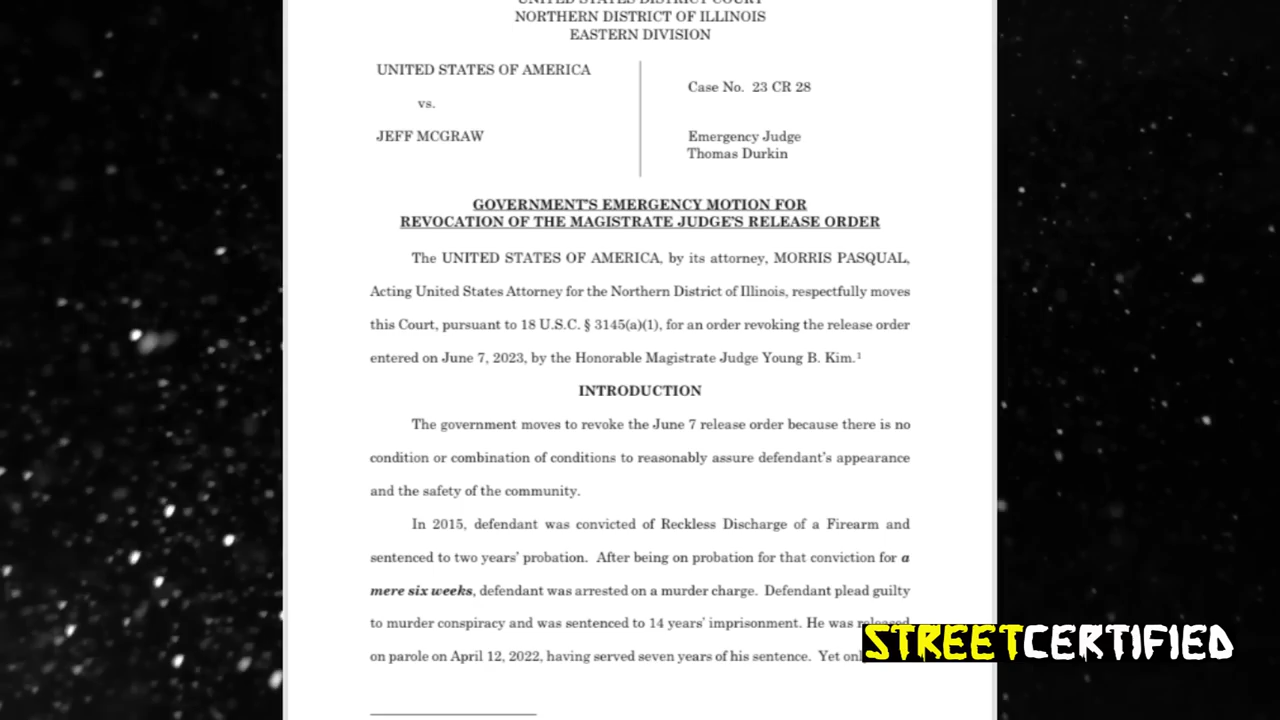 UNITED STATES DISTRICT COURT
NORTHERN DISTRICT OF ILLINOIS
EASTERN DIVISION
UNITED STATES OF AMERICA
vs.
JEFF MCGRAW
Case No. 23 CR 28
Emergency Judge
Thomas Durkin
GOVERNMENT'S EMERGENCY MOTION FOR
REVOCATION OF THE MAGISTRATE JUDGE'S RELEASE ORDER
The UNITED STATES OF AMERICA, by its attorney, MORRIS PASQUAL,
Acting United States Attorney for the Northern District of Illinois, respectfully moves
this Court, pursuant to 18 U.S.C. § 3145(a)(1), for an order revoking the release order
entered on June 7, 2023, by the Honorable Magistrate Judge Young B. Kim.¹
INTRODUCTION
The government moves to revoke the June 7 release order because there is no
condition or combination of conditions to reasonably assure defendant's appearance
and the safety of the community.
In 2015, defendant was convicted of Reckless Discharge of a Firearm and
sentenced to two years' probation. After being on probation for that conviction for a
mere six weeks, defendant was arrested on a murder charge. Defendant plead guilty
to murder conspiracy and was sentenced to 14 years' imprisonment. He was released
on parole on April 12, 2022, having served seven years of his sentence. Yet
STREETCERTIFIED